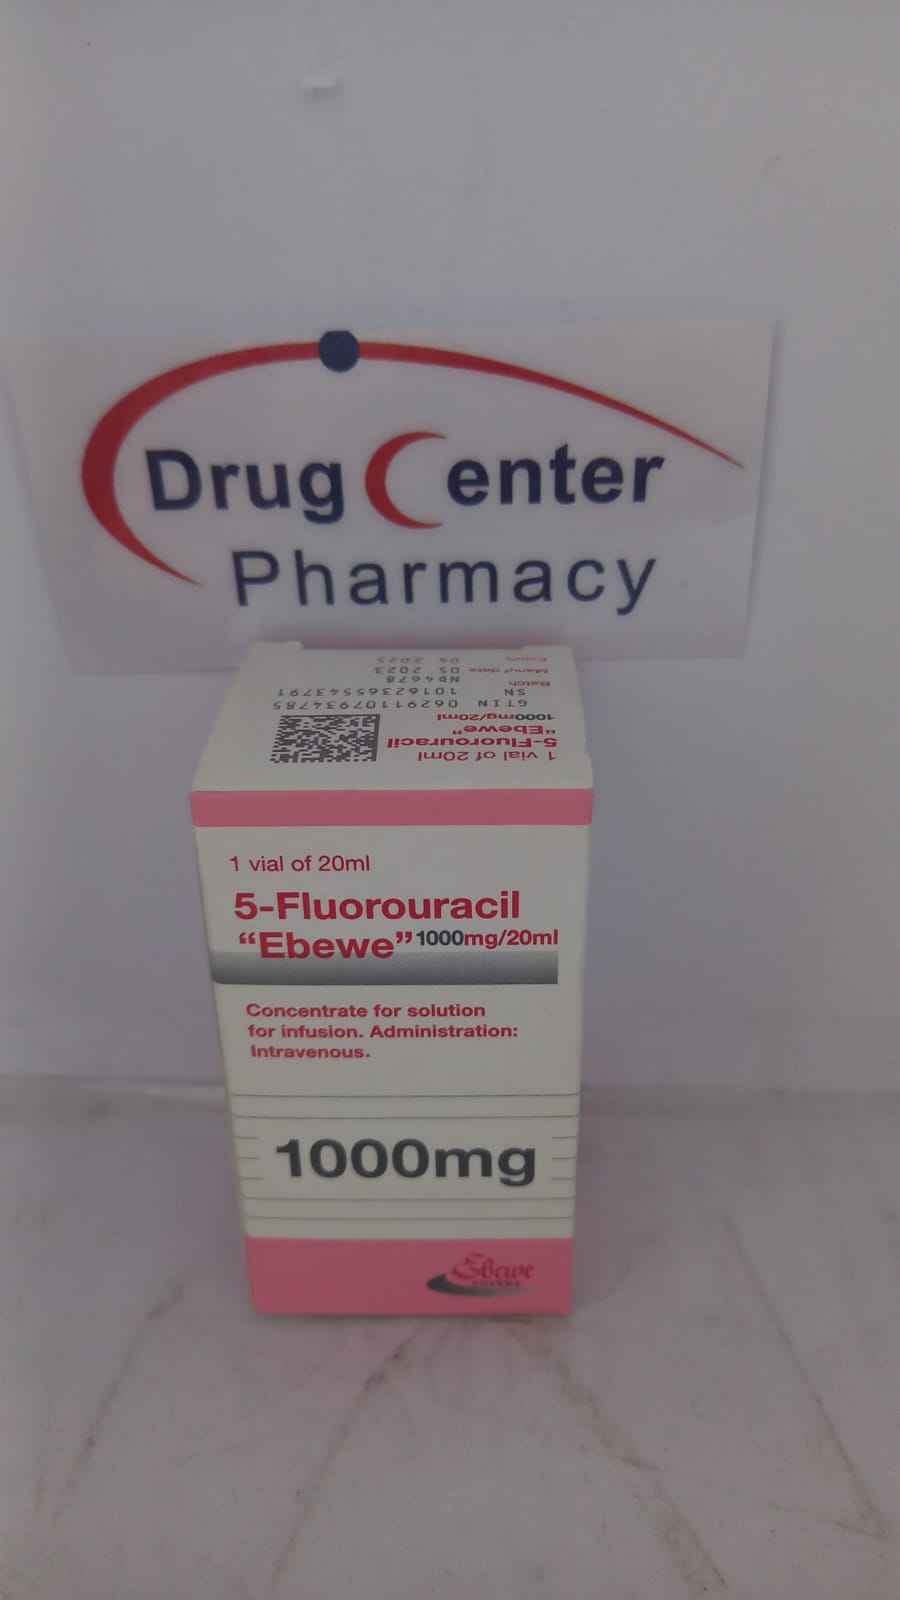 Drug Center
Pharmacy
1 vial of 20ml
5-Fluorouracil
“Ebewe”
1000mg/20ml
GTIN 06291107934785
SN 10162365543791
Batch ND4678
Manuf date 05 2023
Expiry 04 2025
1 vial of 20ml
5-Fluorouracil
“Ebewe” 1000mg/20ml
Concentrate for solution
for infusion. Administration:
Intravenous.
1000mg
Ebewe
PHARMA